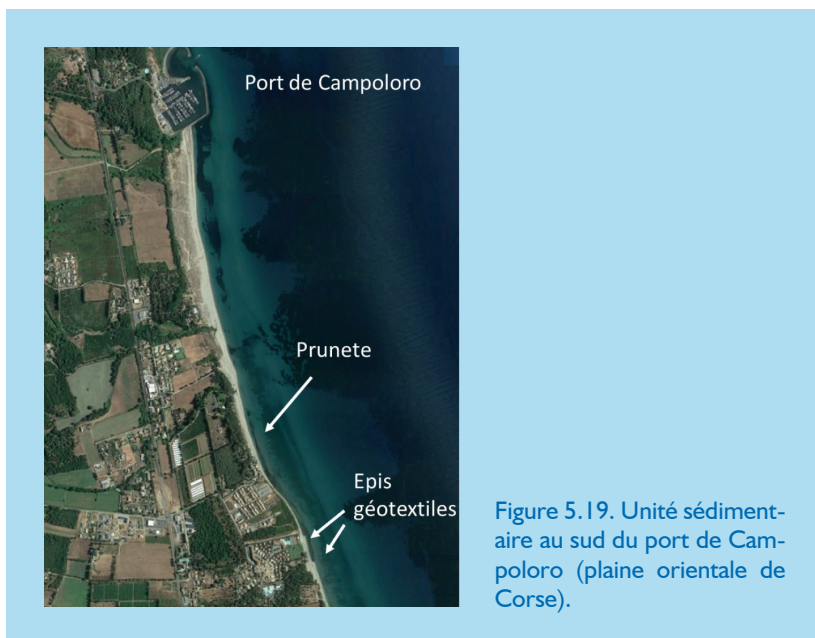 Port de Campoloro
Prunete
Epis
géotextiles
Figure 5.19. Unité sédiment-
aire au sud du port de Cam-
poloro (plaine orientale de
Corse).